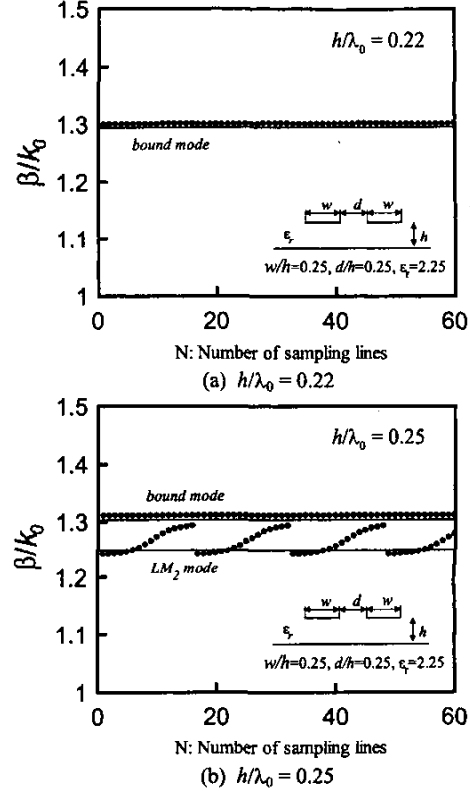 1.5
h/λ₀ = 0.22
1.4
1.3
bound mode
β/k₀
1.2
w d w
1.1
εᵣ
h
w/h=0.25, d/h=0.25, εᵣ=2.25
1
0 20 40 60
N: Number of sampling lines
(a) h/λ₀ = 0.22
1.5
h/λ₀ = 0.25
1.4
bound mode
1.3
β/k₀
LM₂ mode
1.2
w d w
1.1
εᵣ
h
w/h=0.25, d/h=0.25, εᵣ=2.25
1
0 20 40 60
N: Number of sampling lines
(b) h/λ₀ = 0.25